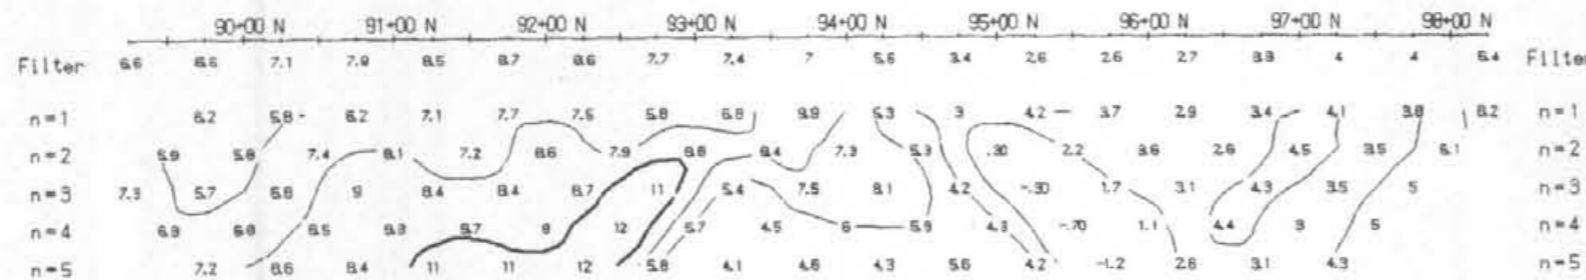 90+00 N 91+00 N 92+00 N 93+00 N 94+00 N 95+00 N 96+00 N 97+00 N 98+00 N
Filter 6.6 6.6 7.1 7.9 8.5 8.7 8.6 7.7 7.4 7 5.6 3.4 2.6 2.6 2.7 3.3 4 4 5.4 Filter
n=1 6.2 5.8 6.2 7.1 7.7 7.5 5.8 6.8 9.9 5.3 3 4.2 3.7 2.9 3.4 4.1 3.8 6.2 n=1
n=2 5.9 5.8 7.4 8.1 7.2 8.6 7.9 8.8 8.4 7.3 5.3 .30 2.2 3.6 2.6 4.5 3.5 6.1 n=2
n=3 7.3 5.7 6.8 9 8.4 8.4 8.7 11 5.4 7.5 8.1 4.2 -.30 1.7 3.1 4.3 3.5 5 n=3
n=4 6.9 6.8 8.5 9.3 9.7 9 12 5.7 4.5 6 5.9 4.3 -.70 1.1 4.4 3 5 n=4
n=5 7.2 8.6 8.4 11 11 12 5.8 4.1 4.6 4.3 5.6 4.2 -1.2 2.6 3.1 4.3 n=5